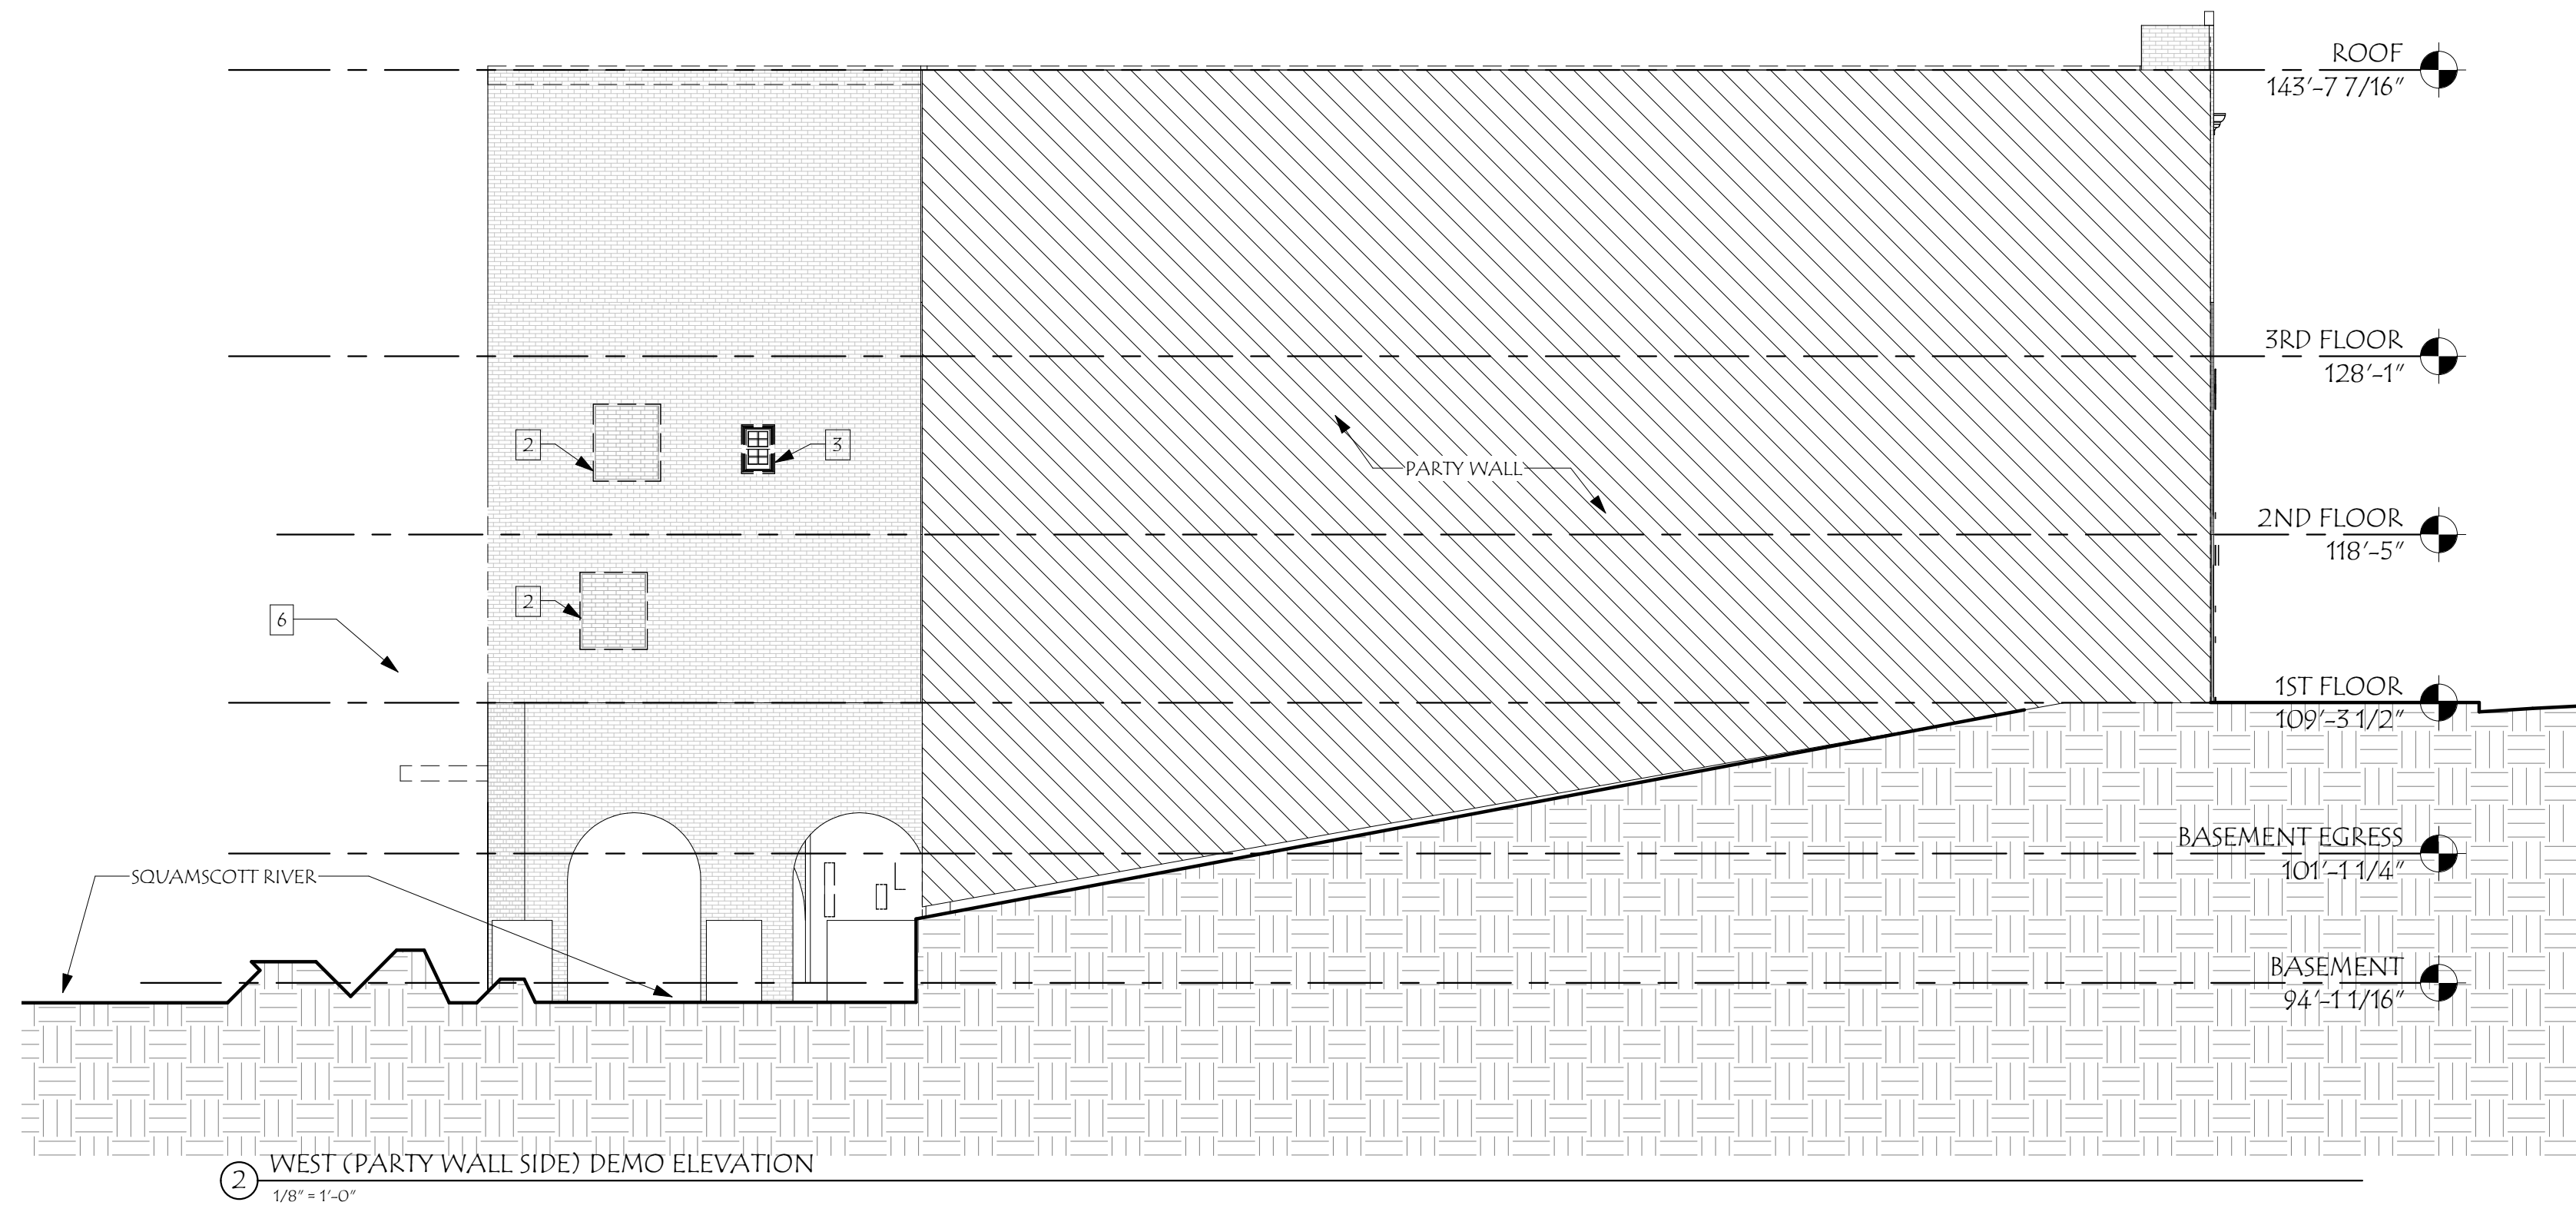 ROOF
143'-7 7/16"
3RD FLOOR
128'-1"
2
3
PARTY WALL
2ND FLOOR
118'-5"
2
6
1ST FLOOR
109'-3 1/2"
BASEMENT EGRESS
101'-1 1/4"
SQUAMSCOTT RIVER
BASEMENT
94'-1 1/16"
2
WEST (PARTY WALL SIDE) DEMO ELEVATION
1/8" = 1'-0"